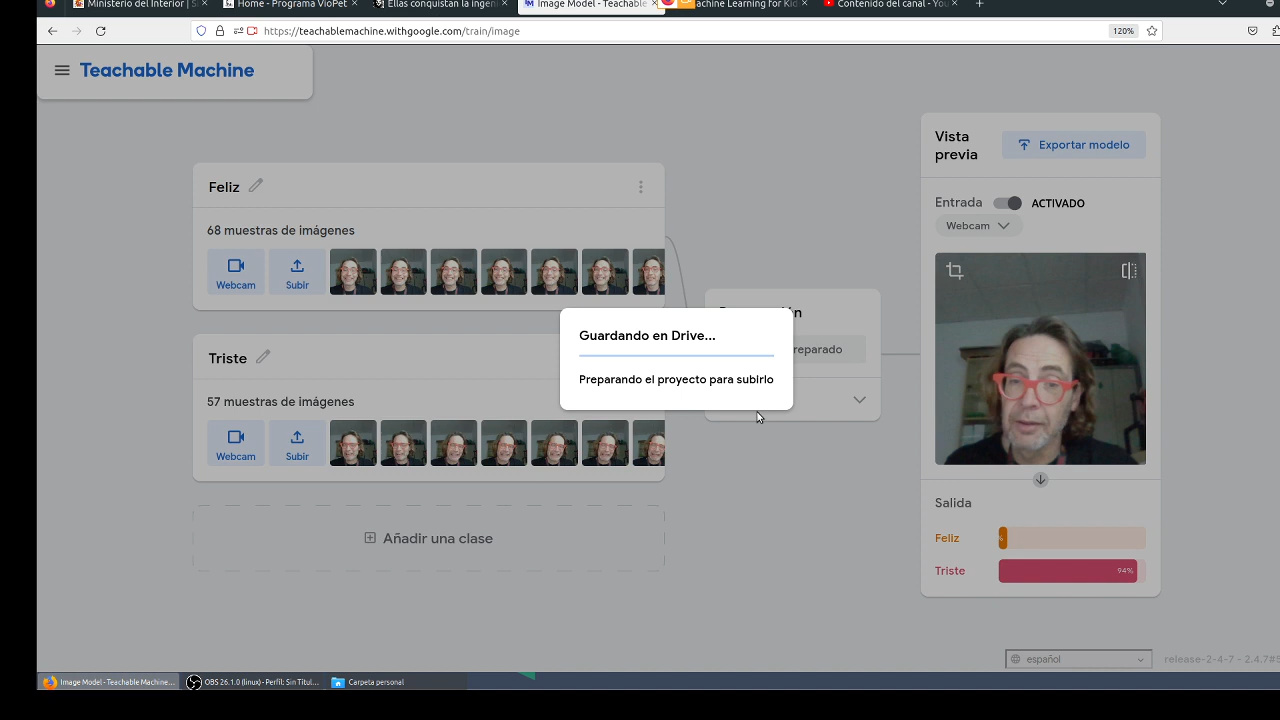 Ministerio del Interior | Si
Home - Programa VioPet
Ellas conquistan la ingeni
Image Model - Teachable
achine Learning for Kid
Contenido del canal - You
https://teachablemachine.withgoogle.com/train/image
120%
Teachable Machine
Feliz
68 muestras de imágenes
Webcam
Subir
Triste
57 muestras de imágenes
Webcam
Subir
Añadir una clase
Guardando en Drive...
Preparando el proyecto para subirlo
Vista previa
Exportar modelo
Entrada
ACTIVADO
Webcam
Salida
Feliz
Triste
94%
español
release-2-4-7 - 2.4.7#
Image Model - Teachable Machine...
OBS 26.1.0 (linux) - Perfil: Sin Títul...
Carpeta personal